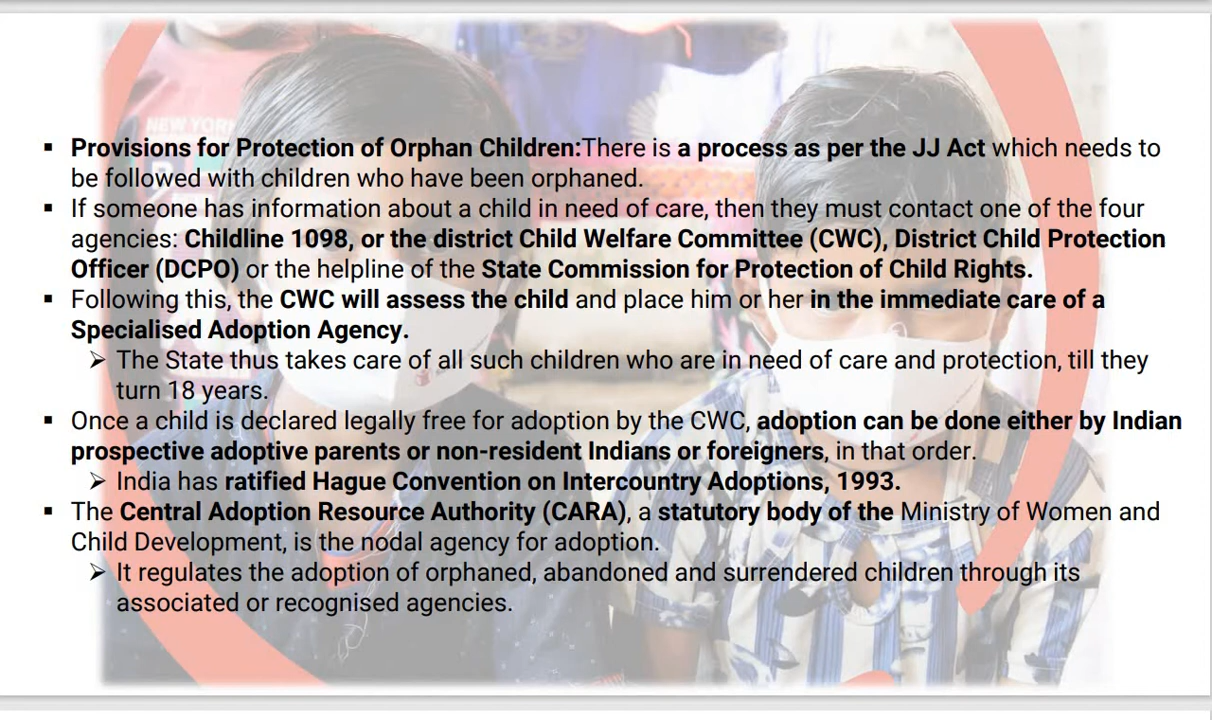 NEW YORK
▪ Provisions for Protection of Orphan Children:There is a process as per the JJ Act which needs to
be followed with children who have been orphaned.
▪ If someone has information about a child in need of care, then they must contact one of the four
agencies: Childline 1098, or the district Child Welfare Committee (CWC), District Child Protection
Officer (DCPO) or the helpline of the State Commission for Protection of Child Rights.
▪ Following this, the CWC will assess the child and place him or her in the immediate care of a
Specialised Adoption Agency.
➢ The State thus takes care of all such children who are in need of care and protection, till they
turn 18 years.
▪ Once a child is declared legally free for adoption by the CWC, adoption can be done either by Indian
prospective adoptive parents or non-resident Indians or foreigners, in that order.
➢ India has ratified Hague Convention on Intercountry Adoptions, 1993.
▪ The Central Adoption Resource Authority (CARA), a statutory body of the Ministry of Women and
Child Development, is the nodal agency for adoption.
➢ It regulates the adoption of orphaned, abandoned and surrendered children through its
associated or recognised agencies.